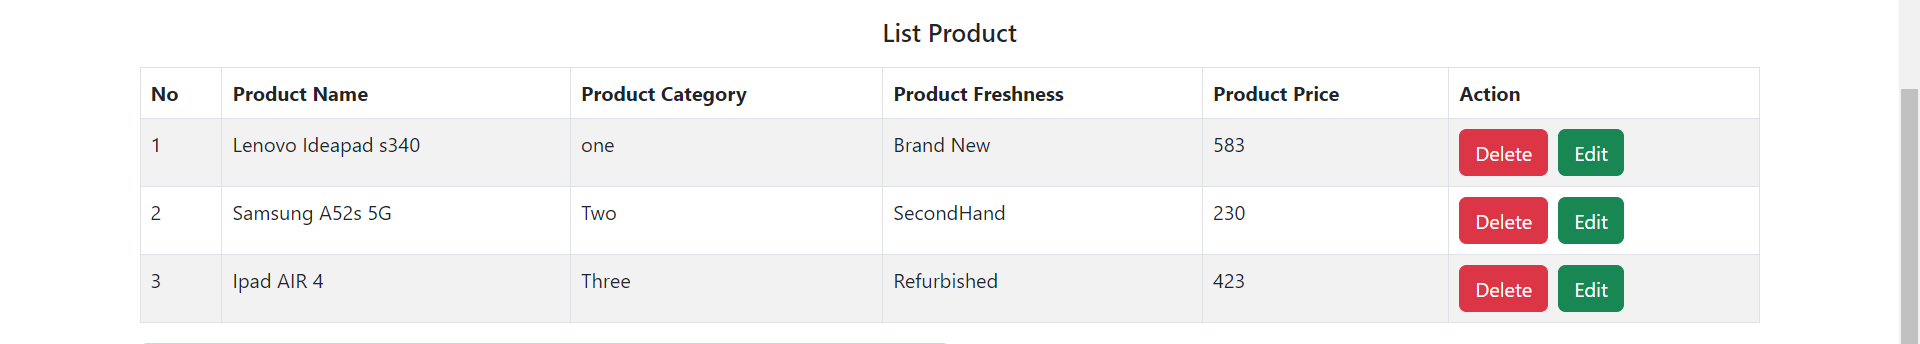 List Product
No Product Name Product Category Product Freshness Product Price Action
1 Lenovo Ideapad s340 one Brand New 583 Delete Edit
2 Samsung A52s 5G Two SecondHand 230 Delete Edit
3 Ipad AIR 4 Three Refurbished 423 Delete Edit